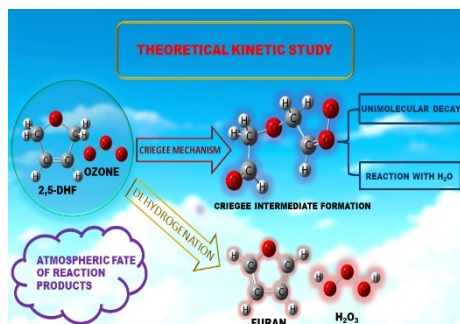 THEORETICAL KINETIC STUDY
2,5-DHF
OZONE
CRIEGEE MECHANISM
CRIEGEE INTERMEDIATE FORMATION
UNIMOLECULAR DECAY
REACTION WITH H₂O
DEHYDROGENATION
ATMOSPHERIC FATE
OF REACTION
PRODUCTS
FURAN
H₂O₃